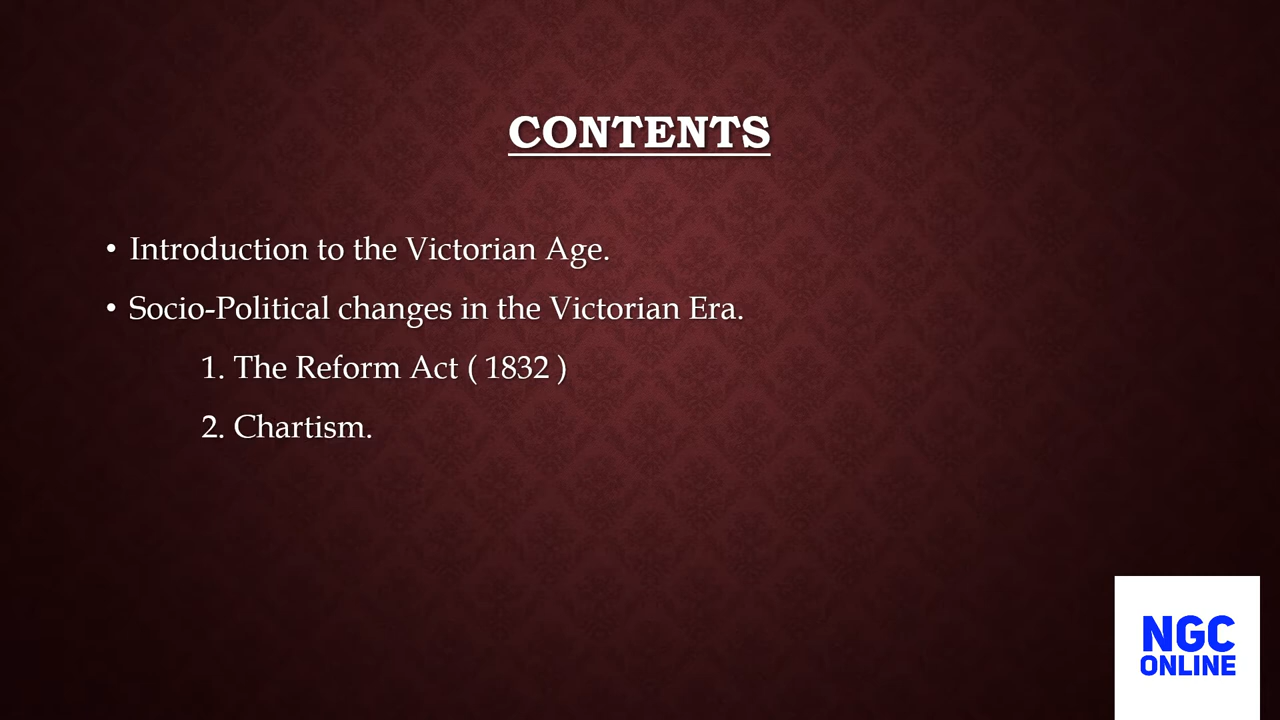 CONTENTS
• Introduction to the Victorian Age.
• Socio-Political changes in the Victorian Era.
1. The Reform Act ( 1832 )
2. Chartism.
NGC
ONLINE